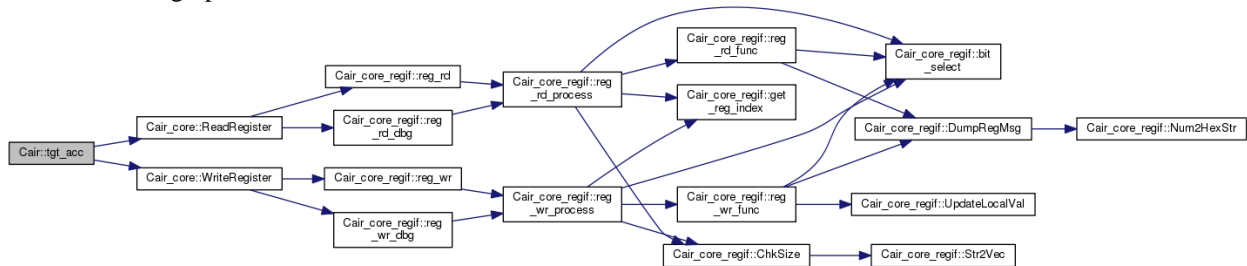 Cair::tgt_acc
Cair_core::ReadRegister
Cair_core::WriteRegister
Cair_core_regif::reg_rd
Cair_core_regif::reg
_rd_dbg
Cair_core_regif::reg_wr
Cair_core_regif::reg
_wr_dbg
Cair_core_regif::reg
_rd_process
Cair_core_regif::reg
_wr_process
Cair_core_regif::reg
_rd_func
Cair_core_regif::get
_reg_index
Cair_core_regif::reg
_wr_func
Cair_core_regif::ChkSize
Cair_core_regif::bit
_select
Cair_core_regif::DumpRegMsg
Cair_core_regif::UpdateLocalVal
Cair_core_regif::Str2Vec
Cair_core_regif::Num2HexStr